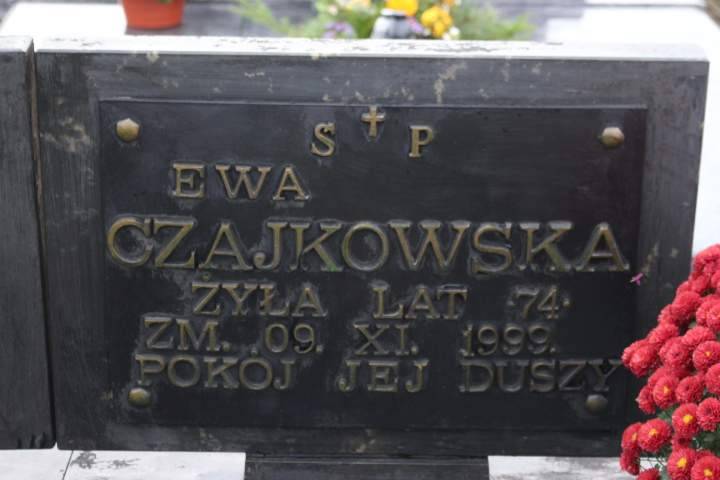 S✝P
EWA
CZAJKOWSKA
ŻYŁA LAT 74.
ZM. 09. XI. 1999.
POKÓJ JEJ DUSZY